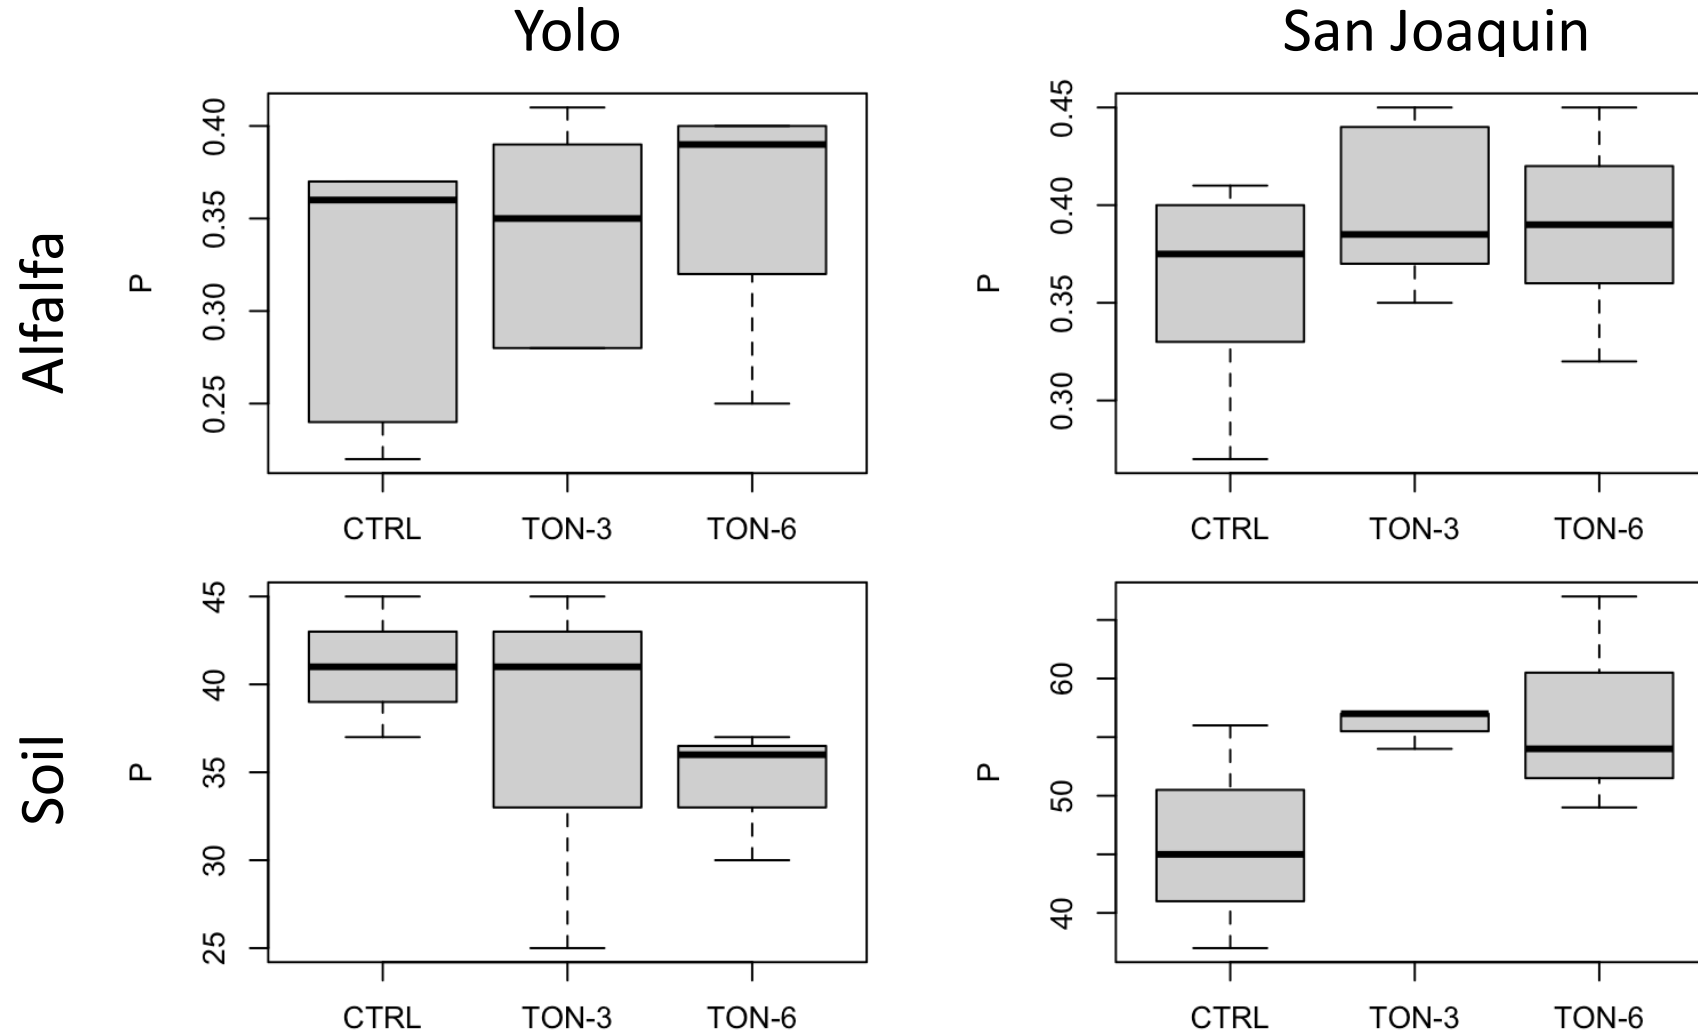 Yolo
San Joaquin
Alfalfa
P
0.40
0.35
0.30
0.25
CTRL
TON-3
TON-6
P
0.45
0.40
0.35
0.30
CTRL
TON-3
TON-6
Soil
P
45
40
35
30
25
CTRL
TON-3
TON-6
P
60
50
40
CTRL
TON-3
TON-6